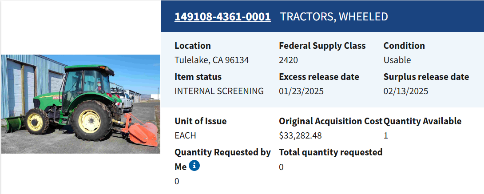 149108-4361-0001 TRACTORS, WHEELED
Location Federal Supply Class Condition
Tulelake, CA 96134 2420 Usable
Item status Excess release date Surplus release date
INTERNAL SCREENING 01/23/2025 02/13/2025
Unit of Issue Original Acquisition Cost Quantity Available
EACH $33,282.48 1
Quantity Requested by Total quantity requested
Me i 0
0